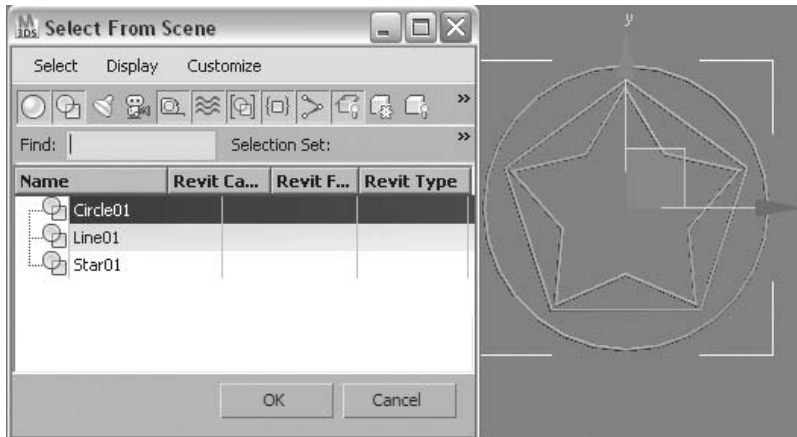 3DS Select From Scene
Select Display Customize
»
Find: Selection Set: »
Name Revit Ca... Revit F... Revit Type
Circle01
Line01
Star01
OK Cancel
y